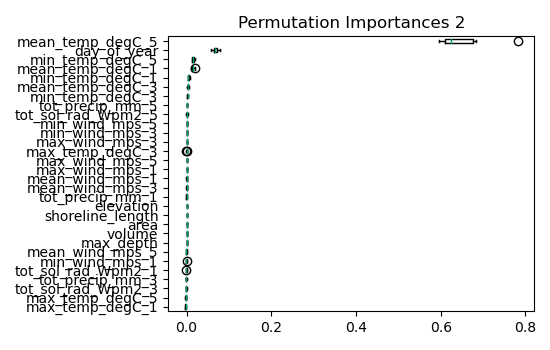 Permutation Importances 2
mean_temp_degC_5
day_of_year
min_temp_degC_5
mean_temp_degC_1
min_temp_degC_1
mean_temp_degC_3
min_temp_degC_3
tot_precip_mm_5
tot_sol_rad_Wpm2_5
min_wind_mps_3
min_wind_mps_5
max_wind_mps_3
max_temp_degC_3
max_wind_mps_5
max_wind_mps_1
mean_wind_mps_1
mean_wind_mps_3
tot_precip_mm_1
elevation
shoreline_length
area
volume
max_depth
mean_wind_mps_5
min_wind_mps_1
tot_sol_rad_Wpm2_1
tot_precip_mm_3
tot_sol_rad_Wpm2_3
max_temp_degC_5
max_temp_degC_1
0.0 0.2 0.4 0.6 0.8